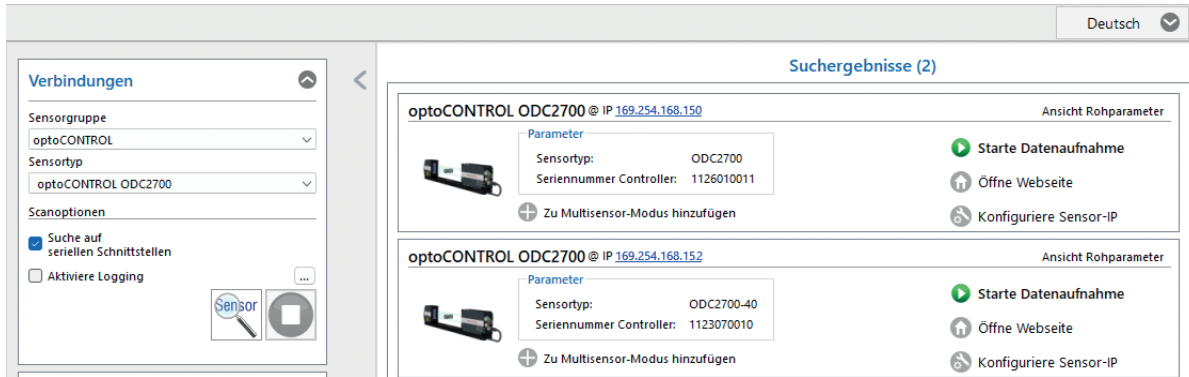 Deutsch
Verbindungen
Sensorgruppe
optoCONTROL
Sensortyp
optoCONTROL ODC2700
Scanoptionen
Suche auf
seriellen Schnittstellen
Aktiviere Logging
...
Sensor
Suchergebnisse (2)
optoCONTROL ODC2700 @ IP 169.254.168.150
Ansicht Rohparameter
Parameter
Sensortyp: ODC2700
Seriennummer Controller: 1126010011
Zu Multisensor-Modus hinzufügen
Starte Datenaufnahme
Öffne Webseite
Konfiguriere Sensor-IP
optoCONTROL ODC2700 @ IP 169.254.168.152
Ansicht Rohparameter
Parameter
Sensortyp: ODC2700-40
Seriennummer Controller: 1123070010
Zu Multisensor-Modus hinzufügen
Starte Datenaufnahme
Öffne Webseite
Konfiguriere Sensor-IP